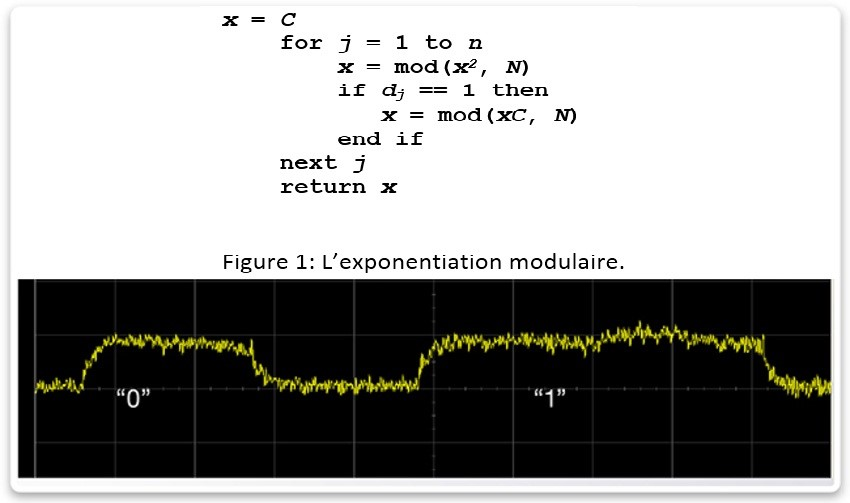 x = C
for j = 1 to n
x = mod(x², N)
if dⱼ == 1 then
x = mod(xC, N)
end if
next j
return x
Figure 1: L’exponentiation modulaire.
“0” “1”